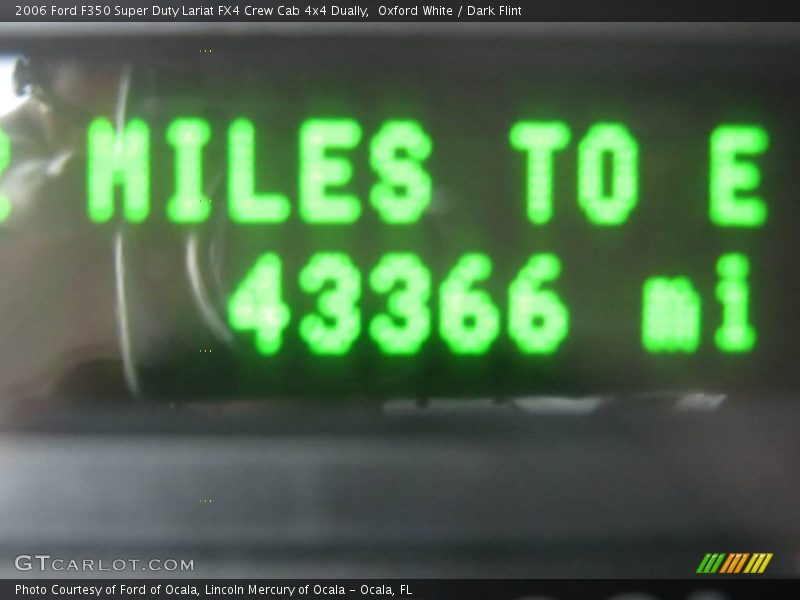 2006 Ford F350 Super Duty Lariat FX4 Crew Cab 4x4 Dually,  Oxford White / Dark Flint
MILES TO E
43366 mi
GTCARLOT.COM
Photo Courtesy of Ford of Ocala, Lincoln Mercury of Ocala - Ocala, FL